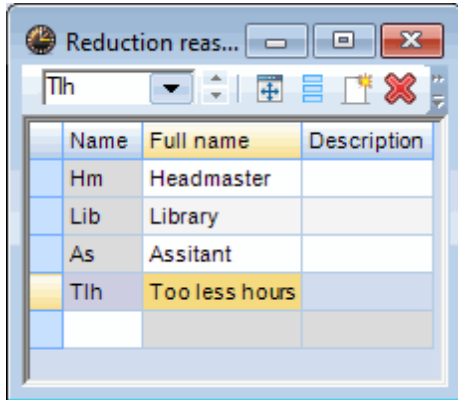 Reduction reas...
Tlh
Name Full name Description
Hm Headmaster
Lib Library
As Assitant
Tlh Too less hours